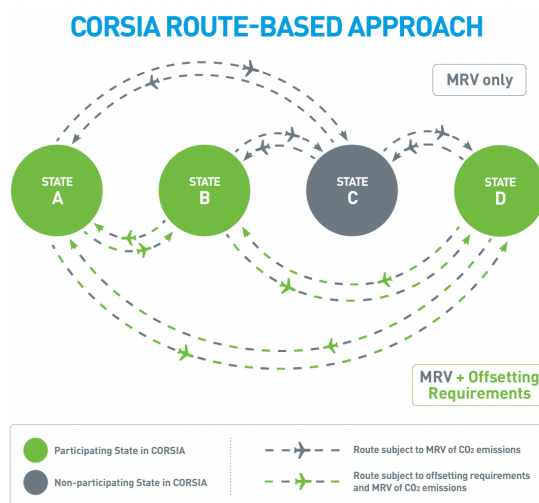 CORSIA ROUTE-BASED APPROACH
MRV only
STATE
A
STATE
B
STATE
C
STATE
D
MRV + Offsetting
Requirements
Participating State in CORSIA
Non-participating State in CORSIA
Route subject to MRV of CO₂ emissions
Route subject to offsetting requirements
and MRV of CO₂ emissions